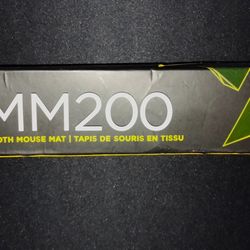 MM200
OTH MOUSE MAT | TAPIS DE SOURIS EN TISSU